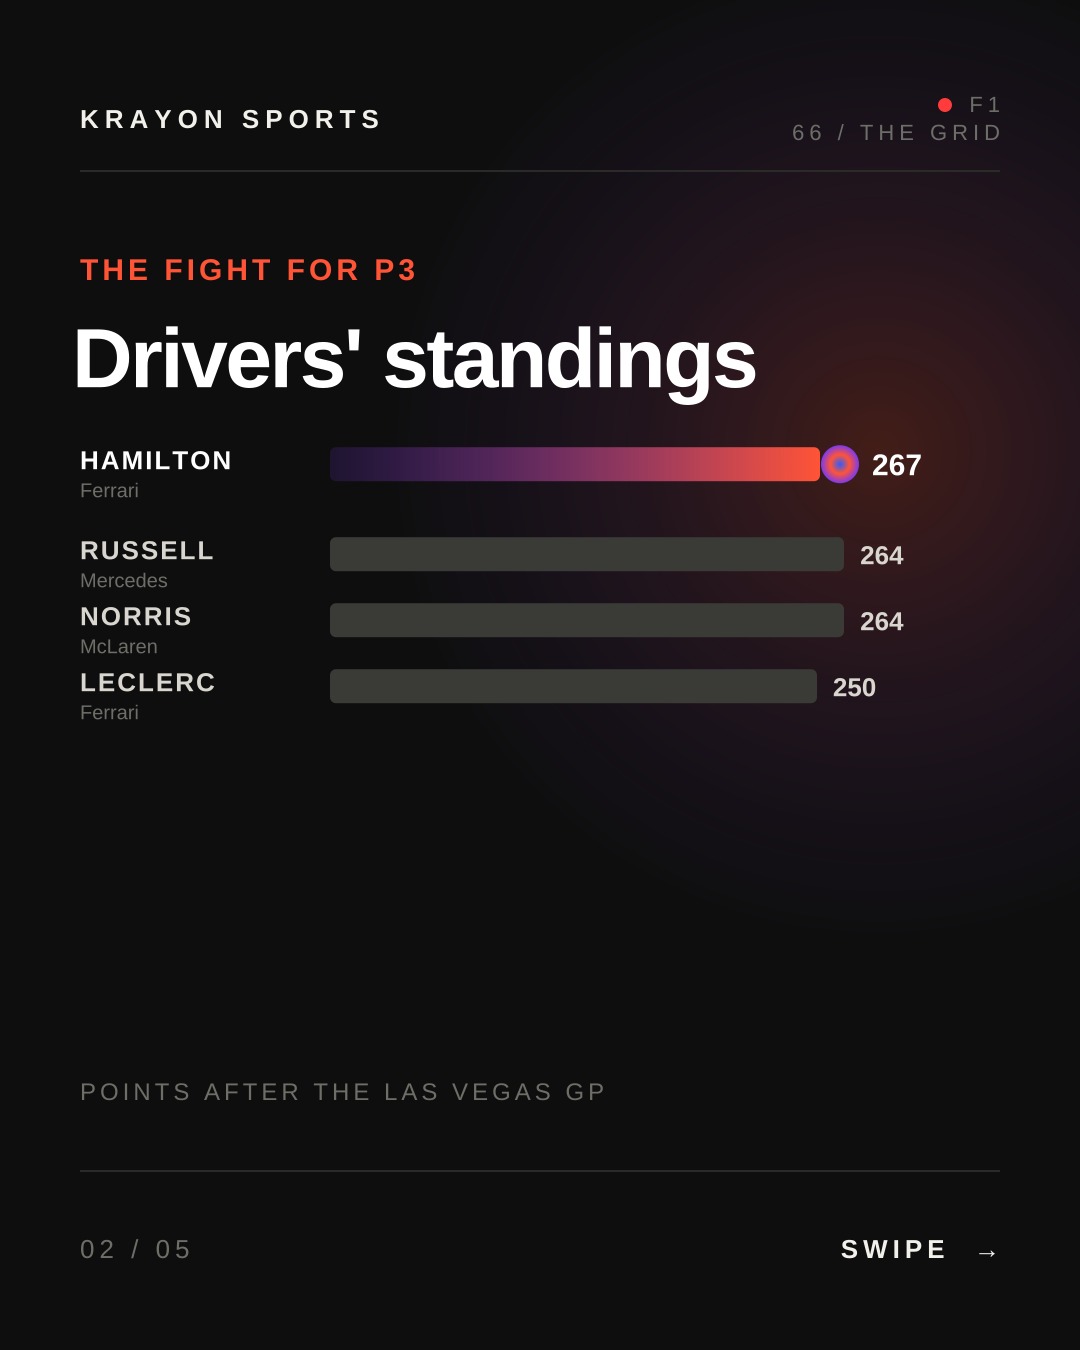 KRAYON SPORTS
F1
66 / THE GRID
THE FIGHT FOR P3
Drivers' standings
HAMILTON
Ferrari
267
RUSSELL
Mercedes
264
NORRIS
McLaren
264
LECLERC
Ferrari
250
POINTS AFTER THE LAS VEGAS GP
02 / 05
SWIPE →